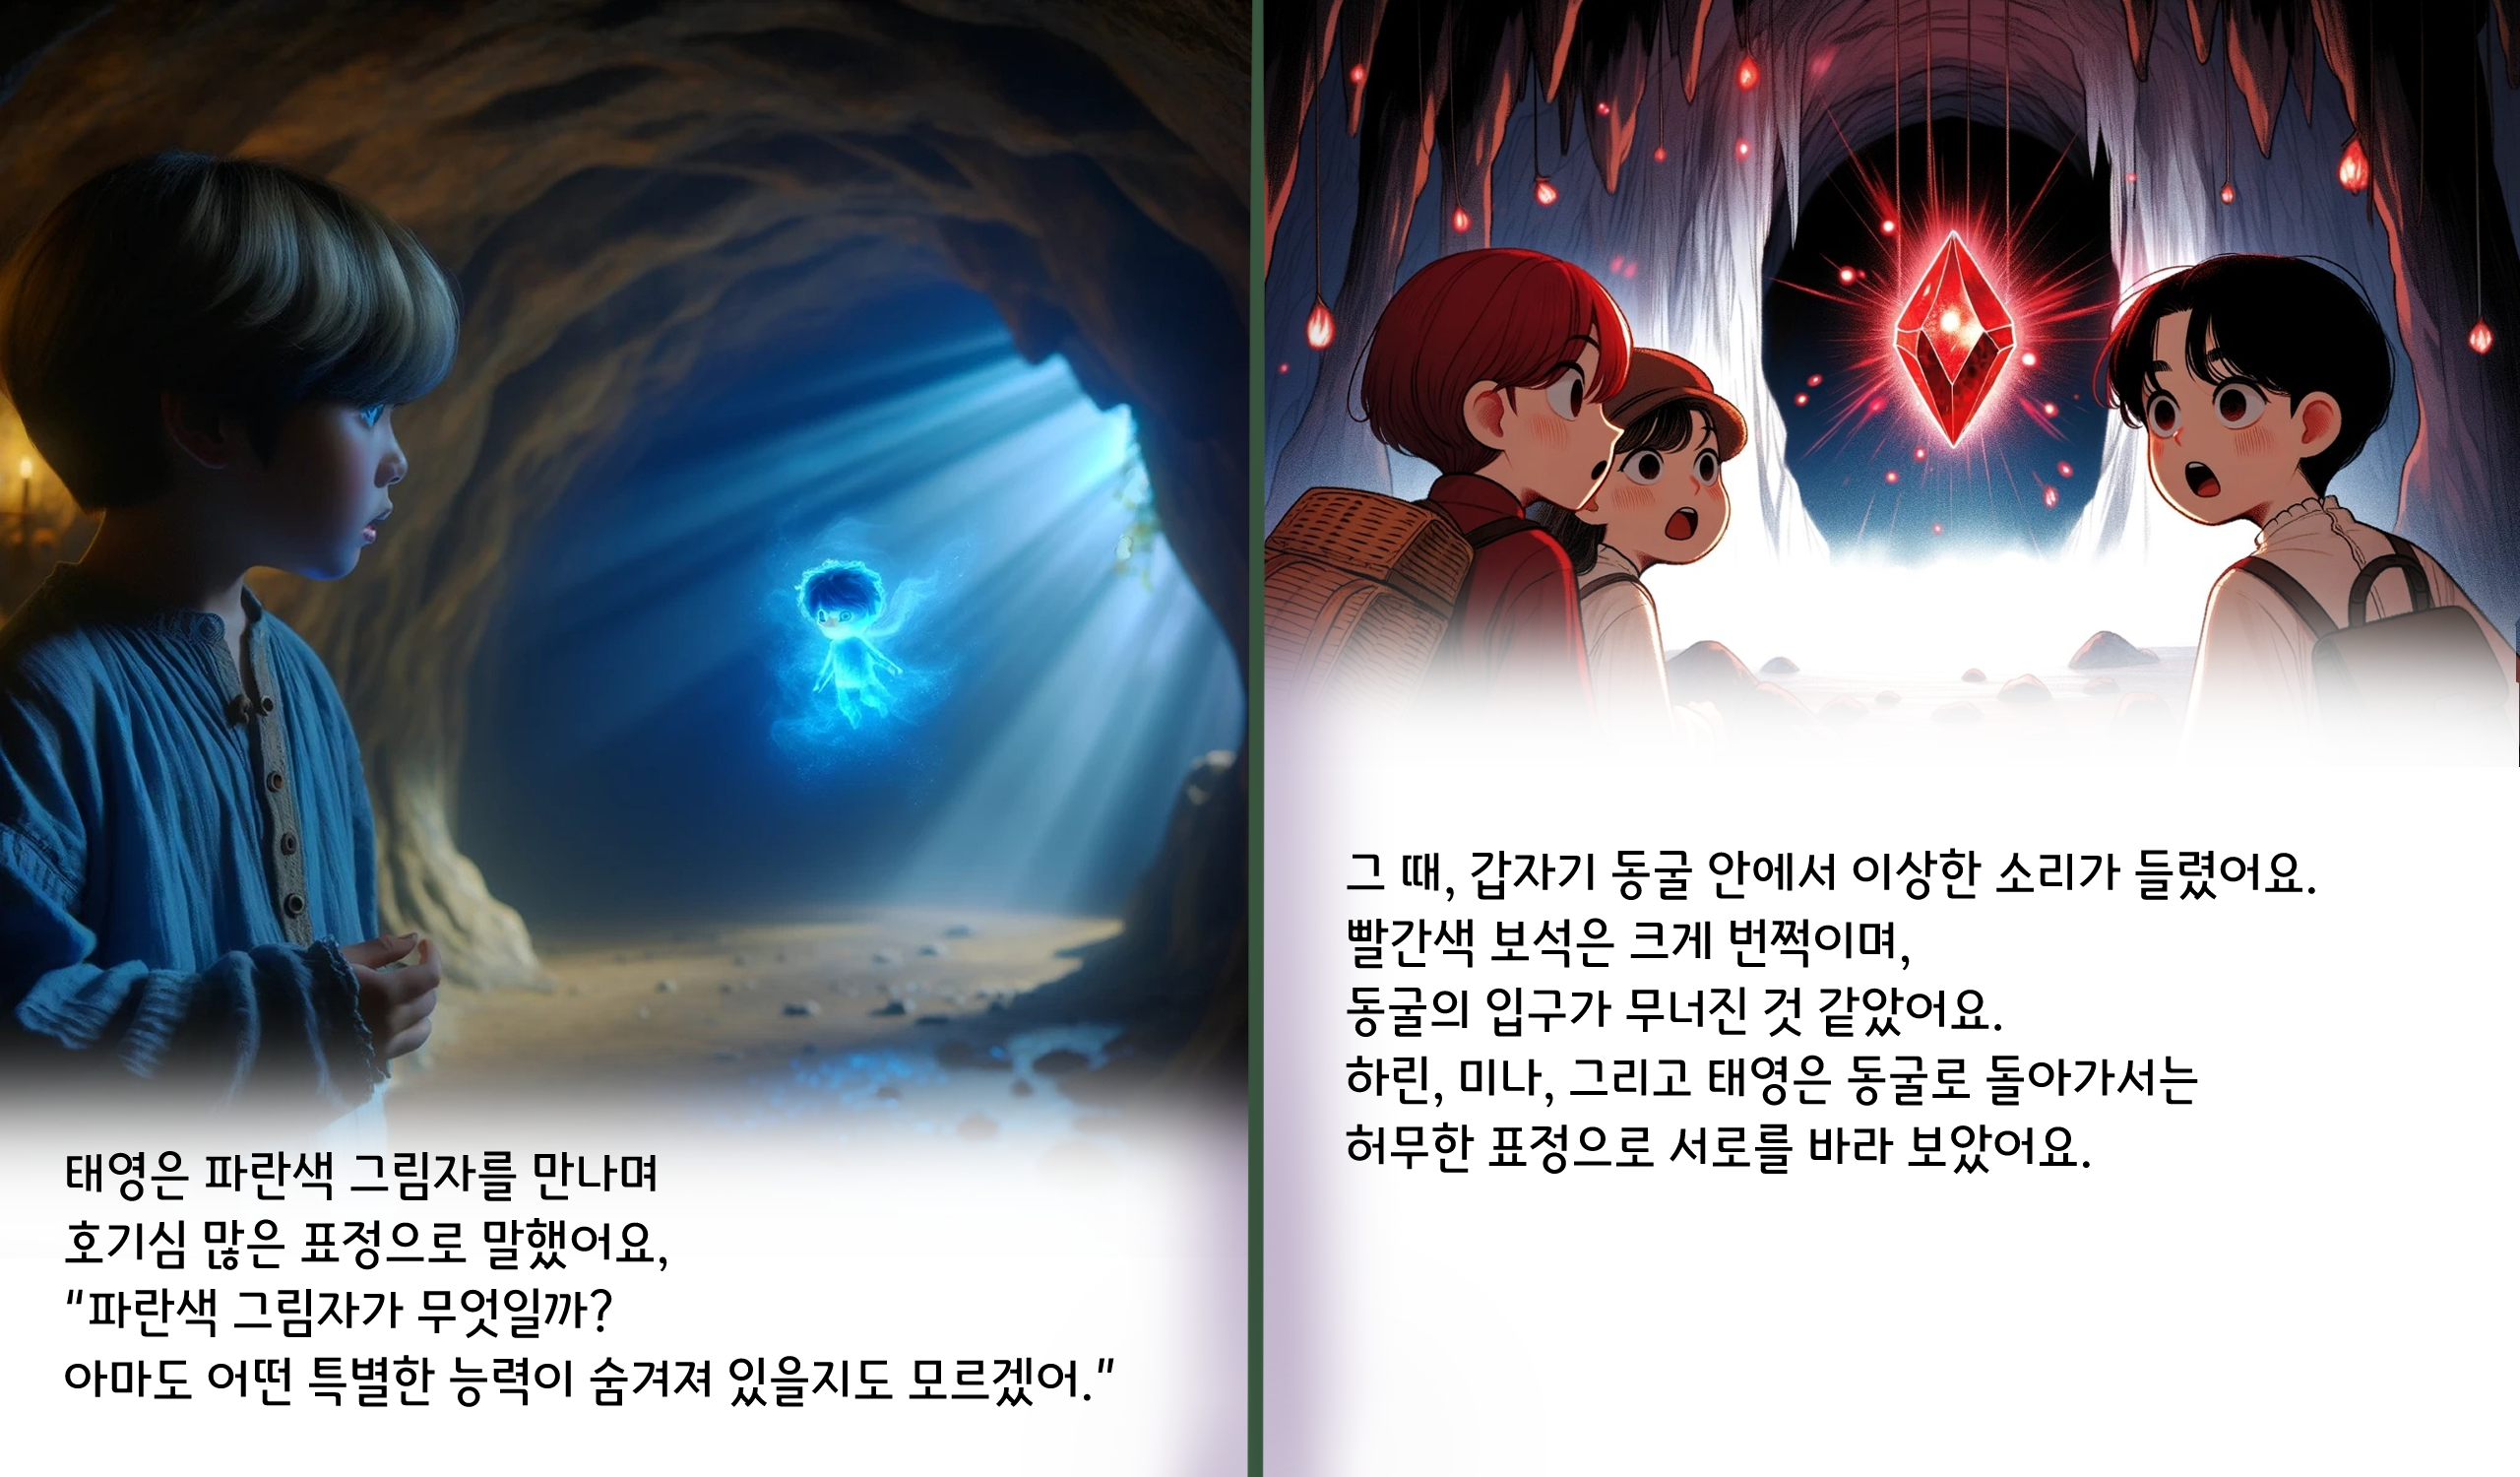 태영은 파란색 그림자를 만나며
호기심 많은 표정으로 말했어요,
"파란색 그림자가 무엇일까?
아마도 어떤 특별한 능력이 숨겨져 있을지도 모르겠어."
그 때, 갑자기 동굴 안에서 이상한 소리가 들렸어요.
빨간색 보석은 크게 번쩍이며,
동굴의 입구가 무너진 것 같았어요.
하린, 미나, 그리고 태영은 동굴로 돌아가서는
허무한 표정으로 서로를 바라 보았어요.